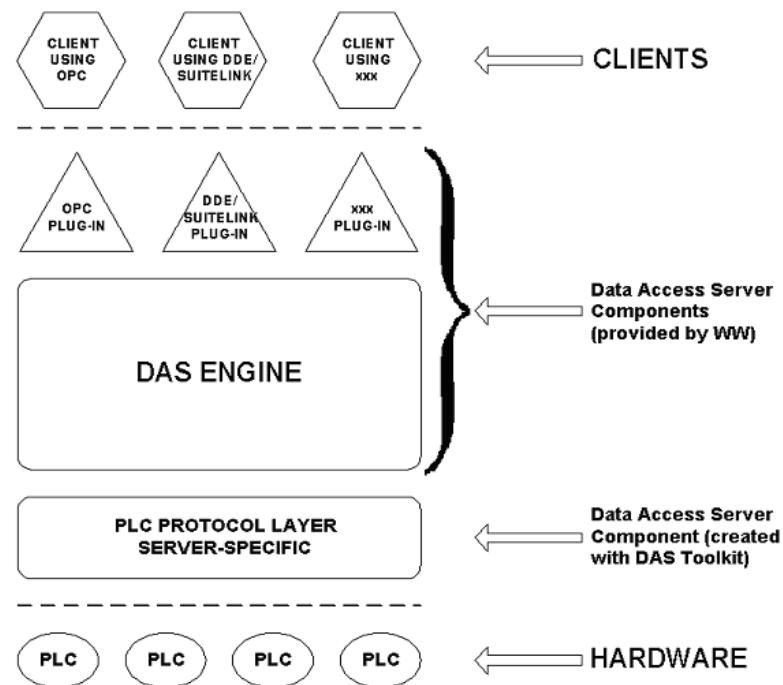 CLIENT
USING
OPC
CLIENT
USING DDE/
SUITELINK
CLIENT
USING
xxx
CLIENTS
OPC
PLUG-IN
DDE/
SUITELINK
PLUG-IN
xxx
PLUG-IN
Data Access Server
Components
(provided by WW)
DAS ENGINE
PLC PROTOCOL LAYER
SERVER-SPECIFIC
Data Access Server
Component (created
with DAS Toolkit)
PLC
PLC
PLC
PLC
HARDWARE